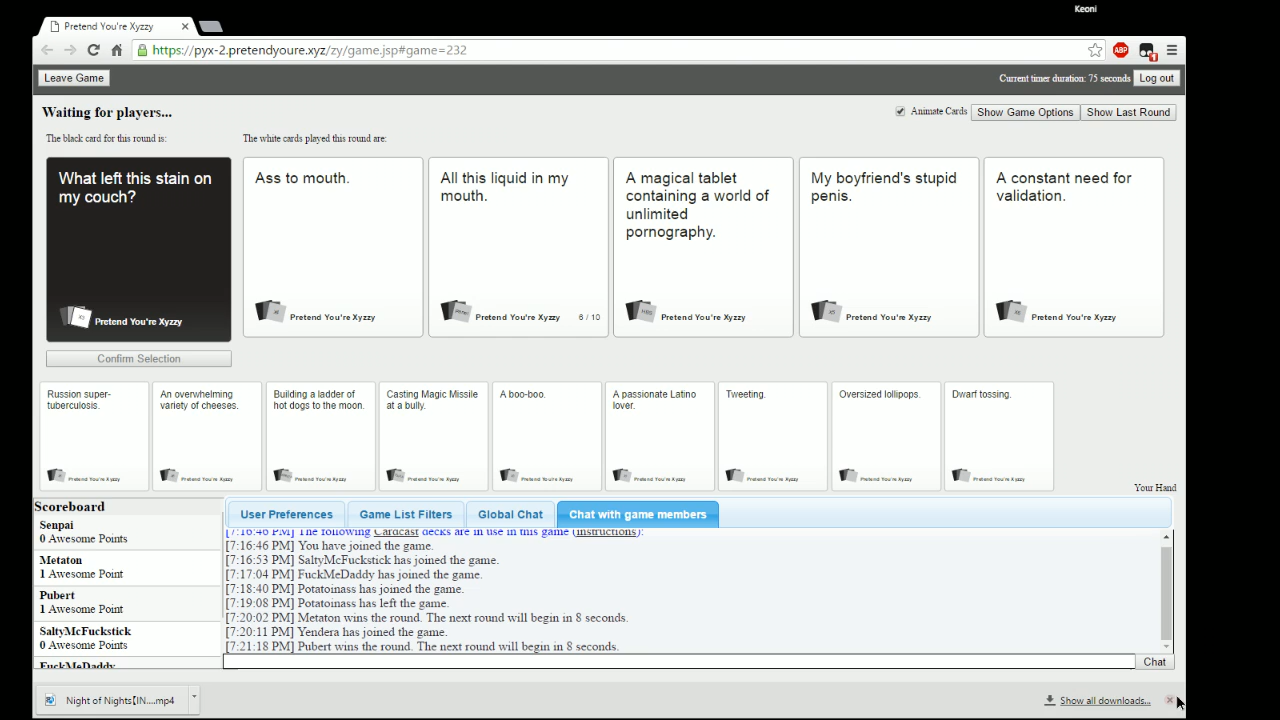 Keoni
Pretend You're Xyzzy
https://pyx-2.pretendyoure.xyz/zy/game.jsp#game=232
ABP
1
Leave Game
Current timer duration: 75 seconds
Log out
Waiting for players...
Animate Cards
Show Game Options
Show Last Round
The black card for this round is:
The white cards played this round are:
What left this stain on
my couch?
Pretend You're Xyzzy
Ass to mouth.
Pretend You're Xyzzy
All this liquid in my
mouth.
Pretend You're Xyzzy
6 / 10
A magical tablet
containing a world of
unlimited
pornography.
Pretend You're Xyzzy
My boyfriend's stupid
penis.
Pretend You're Xyzzy
A constant need for
validation.
Pretend You're Xyzzy
Confirm Selection
Russion super-
tuberculosis.
Pretend You're Xyzzy
An overwhelming
variety of cheeses.
Pretend You're Xyzzy
Building a ladder of
hot dogs to the moon.
Pretend You're Xyzzy
Casting Magic Missile
at a bully.
Pretend You're Xyzzy
A boo-boo.
Pretend You're Xyzzy
A passionate Latino
lover.
Pretend You're Xyzzy
Tweeting.
Pretend You're Xyzzy
Oversized lollipops.
Pretend You're Xyzzy
Dwarf tossing.
Pretend You're Xyzzy
Your Hand
Scoreboard
Senpai
0 Awesome Points
Metaton
1 Awesome Point
Pubert
1 Awesome Point
SaltyMcFuckstick
0 Awesome Points
FuckMeDaddy
User Preferences
Game List Filters
Global Chat
Chat with game members
[7:16:46 PM] The following Cardcast decks are in use in this game (instructions):
[7:16:46 PM] You have joined the game.
[7:16:53 PM] SaltyMcFuckstick has joined the game.
[7:17:04 PM] FuckMeDaddy has joined the game.
[7:18:40 PM] Potatoinass has joined the game.
[7:19:08 PM] Potatoinass has left the game.
[7:20:02 PM] Metaton wins the round. The next round will begin in 8 seconds.
[7:20:11 PM] Yendera has joined the game.
[7:21:18 PM] Pubert wins the round. The next round will begin in 8 seconds.
Chat
Night of Nights【IN....mp4
Show all downloads...